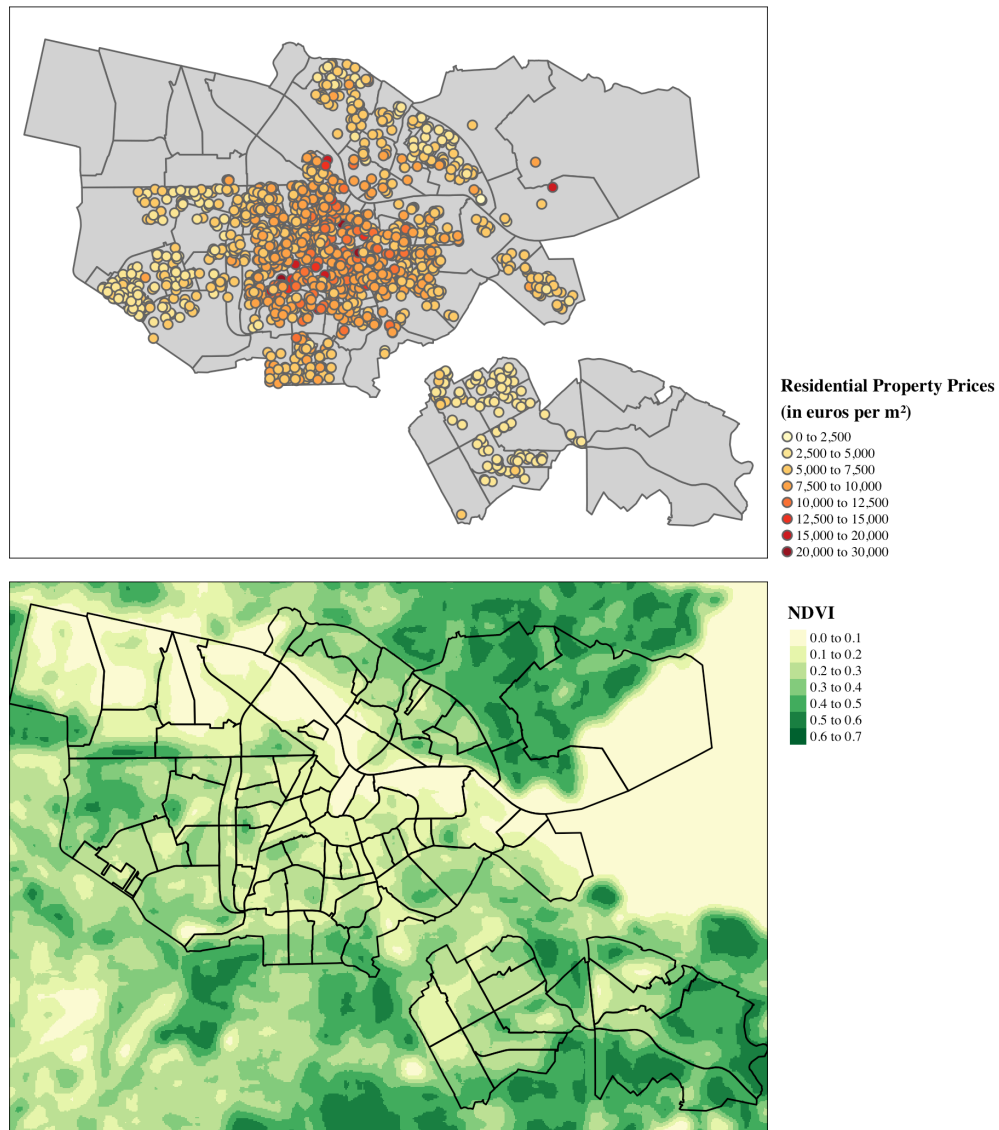 Residential Property Prices
(in euros per m²)
0 to 2,500
2,500 to 5,000
5,000 to 7,500
7,500 to 10,000
10,000 to 12,500
12,500 to 15,000
15,000 to 20,000
20,000 to 30,000
NDVI
0.0 to 0.1
0.1 to 0.2
0.2 to 0.3
0.3 to 0.4
0.4 to 0.5
0.5 to 0.6
0.6 to 0.7